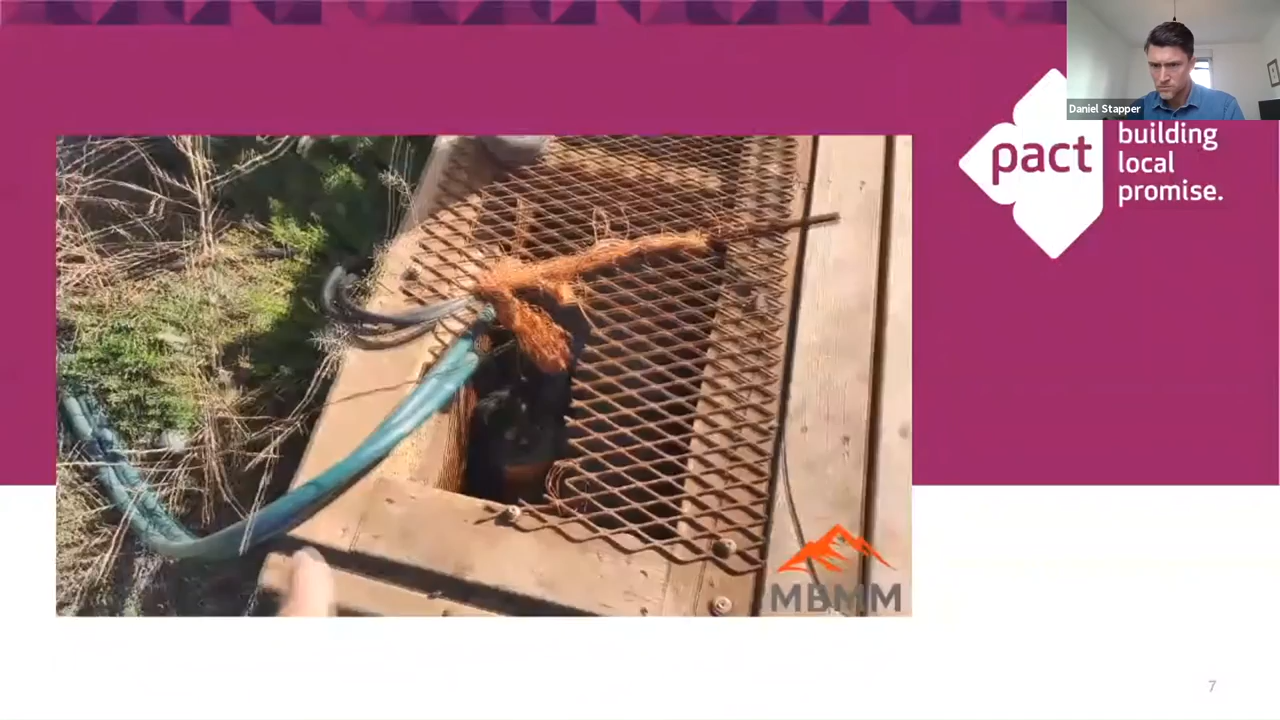 Daniel Stapper
pact
building
local
promise.
MBMM
7